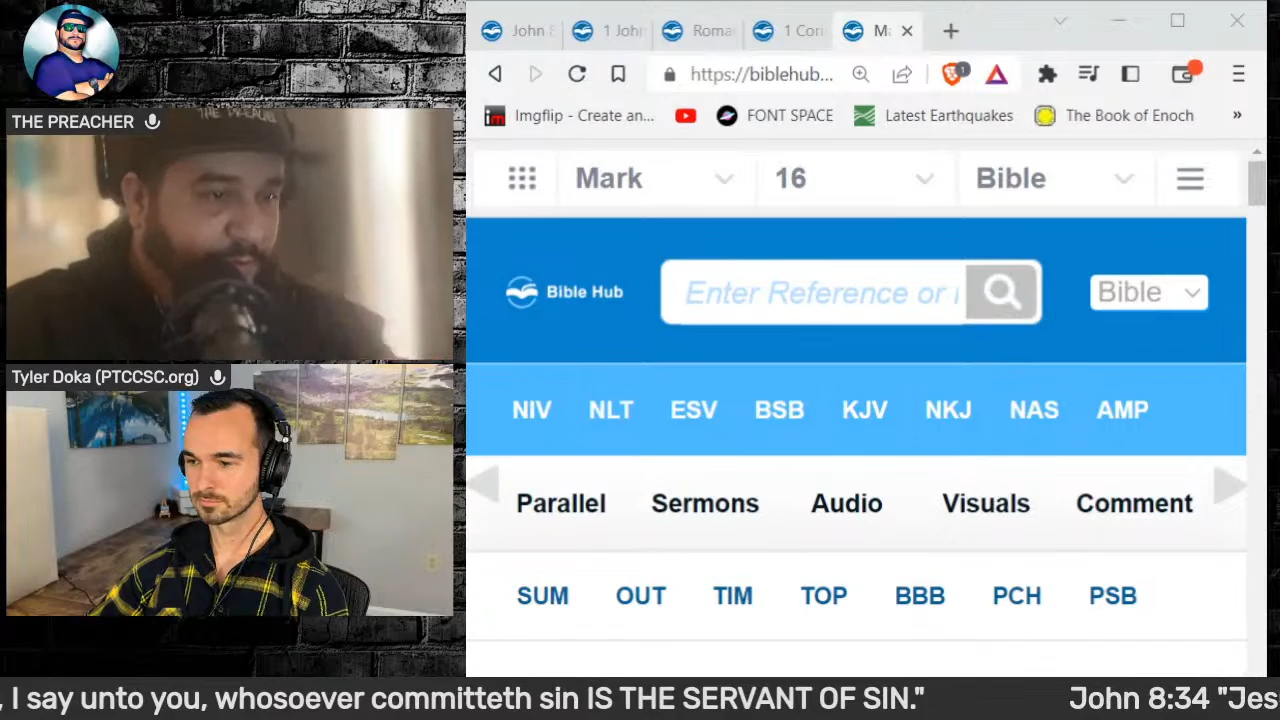 John 8
1 John
Roma
1 Cori
Ma
https://biblehub...
1
Imgflip - Create an...
FONT SPACE
Latest Earthquakes
The Book of Enoch
»
THE PREACHER
Mark
16
Bible
Bible Hub
Enter Reference or
Bible
Tyler Doka (PTCCSC.org)
NIV NLT ESV BSB KJV NKJ NAS AMP
Parallel Sermons Audio Visuals Comment
SUM OUT TIM TOP BBB PCH PSB
, I say unto you, whosoever committeth sin IS THE SERVANT OF SIN." John 8:34 "Jes